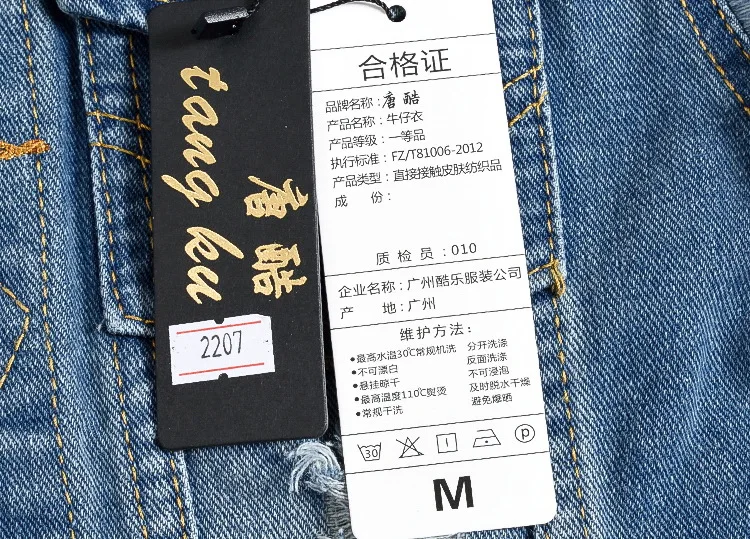 tang ku
唐酷
2207
合格证
品牌名称：唐 酷
产品名称：牛仔衣
产品等级：一等品
执行标准：FZ/T81006-2012
产品类型：直接接触皮肤纺织品
成　份：
质 检 员：010
企业名称：广州酷乐服装公司
产　地：广州
维护方法：
•最高水温30℃常规机洗　分开洗涤
•不可漂白　反面洗涤
•悬挂晾干　不可浸泡
•最高温度110℃熨烫　及时脱水干燥
•常规干洗　避免爆晒
30
P
M